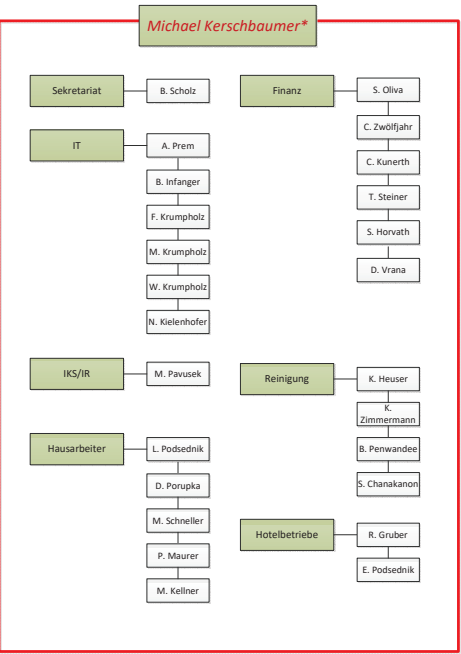 Michael Kerschbaumer*
Sekretariat
B. Scholz
IT
A. Prem
B. Infanger
F. Krumpholz
M. Krumpholz
W. Krumpholz
N. Kielenhofer
IKS/IR
M. Pavusek
Hausarbeiter
L. Podsednik
D. Porupka
M. Schneller
P. Maurer
M. Kellner
Finanz
S. Oliva
C. Zwölfjahr
C. Kunerth
T. Steiner
S. Horvath
D. Vrana
Reinigung
K. Heuser
K.
Zimmermann
B. Penwandee
S. Chanakanon
Hotelbetriebe
R. Gruber
E. Podsednik